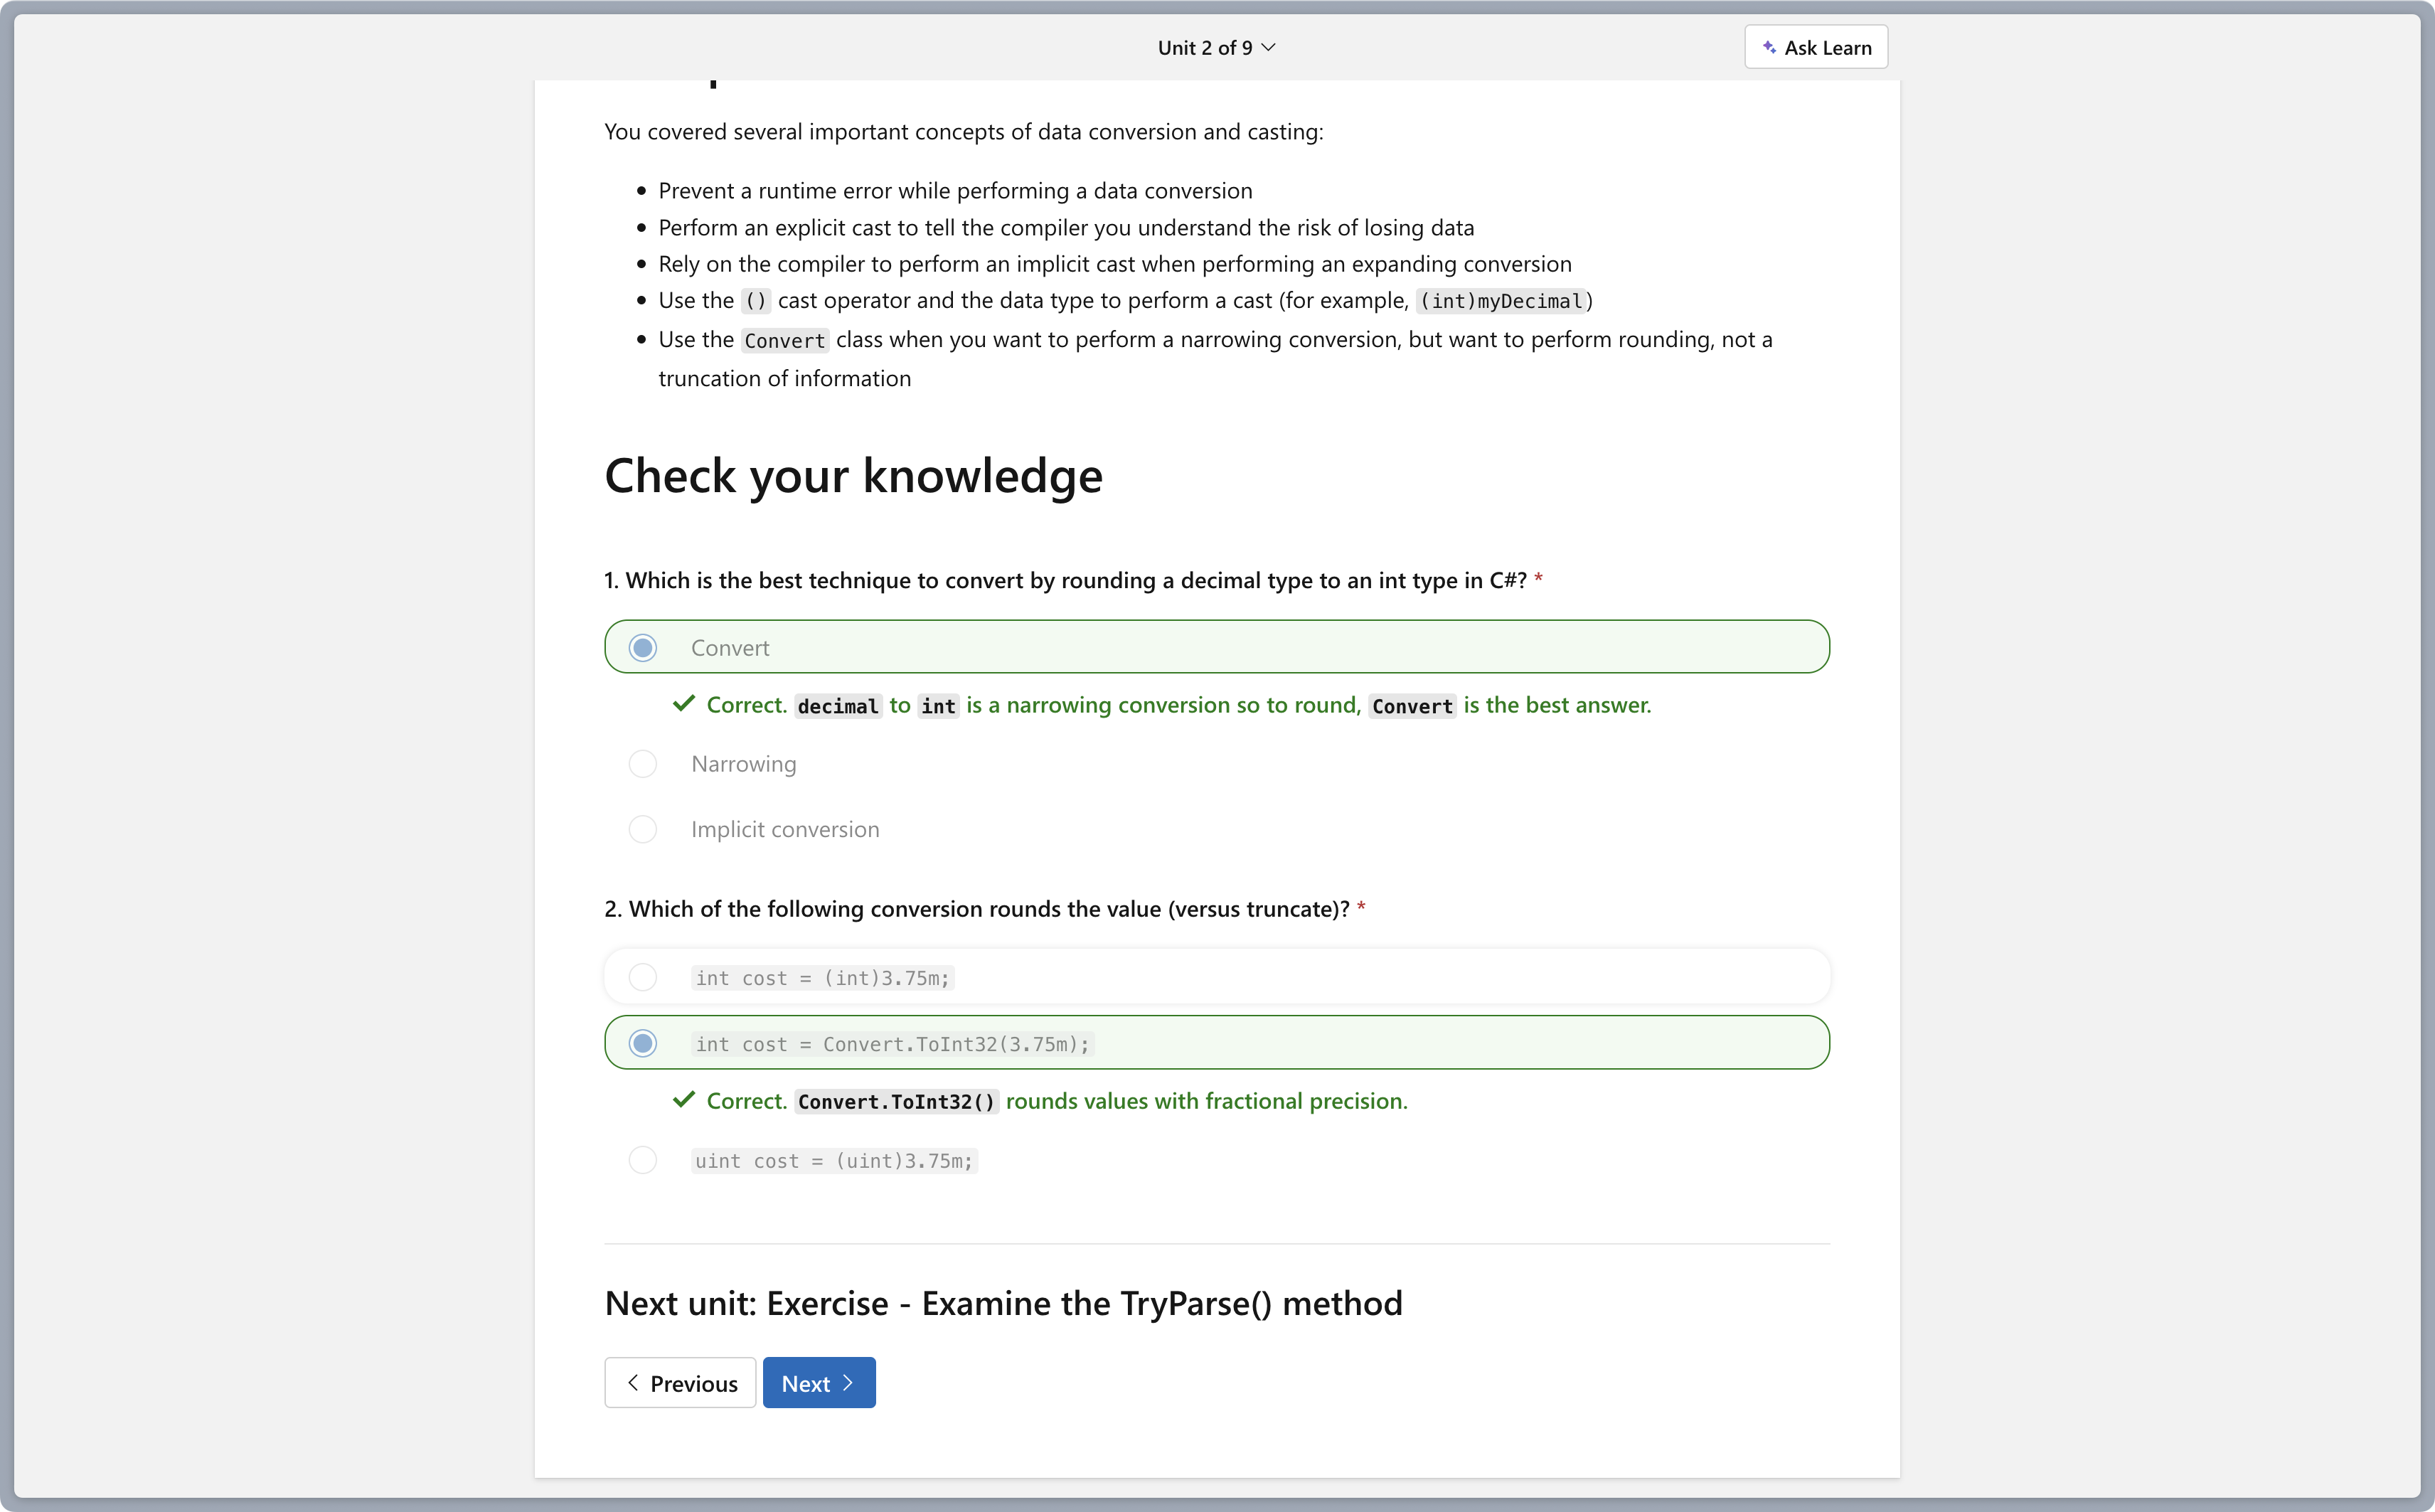 Unit 2 of 9
Ask Learn
You covered several important concepts of data conversion and casting:
Prevent a runtime error while performing a data conversion
Perform an explicit cast to tell the compiler you understand the risk of losing data
Rely on the compiler to perform an implicit cast when performing an expanding conversion
Use the () cast operator and the data type to perform a cast (for example, (int)myDecimal)
Use the Convert class when you want to perform a narrowing conversion, but want to perform rounding, not a
truncation of information
Check your knowledge
1. Which is the best technique to convert by rounding a decimal type to an int type in C#? *
Convert
Correct. decimal to int is a narrowing conversion so to round, Convert is the best answer.
Narrowing
Implicit conversion
2. Which of the following conversion rounds the value (versus truncate)? *
int cost = (int)3.75m;
int cost = Convert.ToInt32(3.75m);
Correct. Convert.ToInt32() rounds values with fractional precision.
uint cost = (uint)3.75m;
Next unit: Exercise - Examine the TryParse() method
Previous
Next